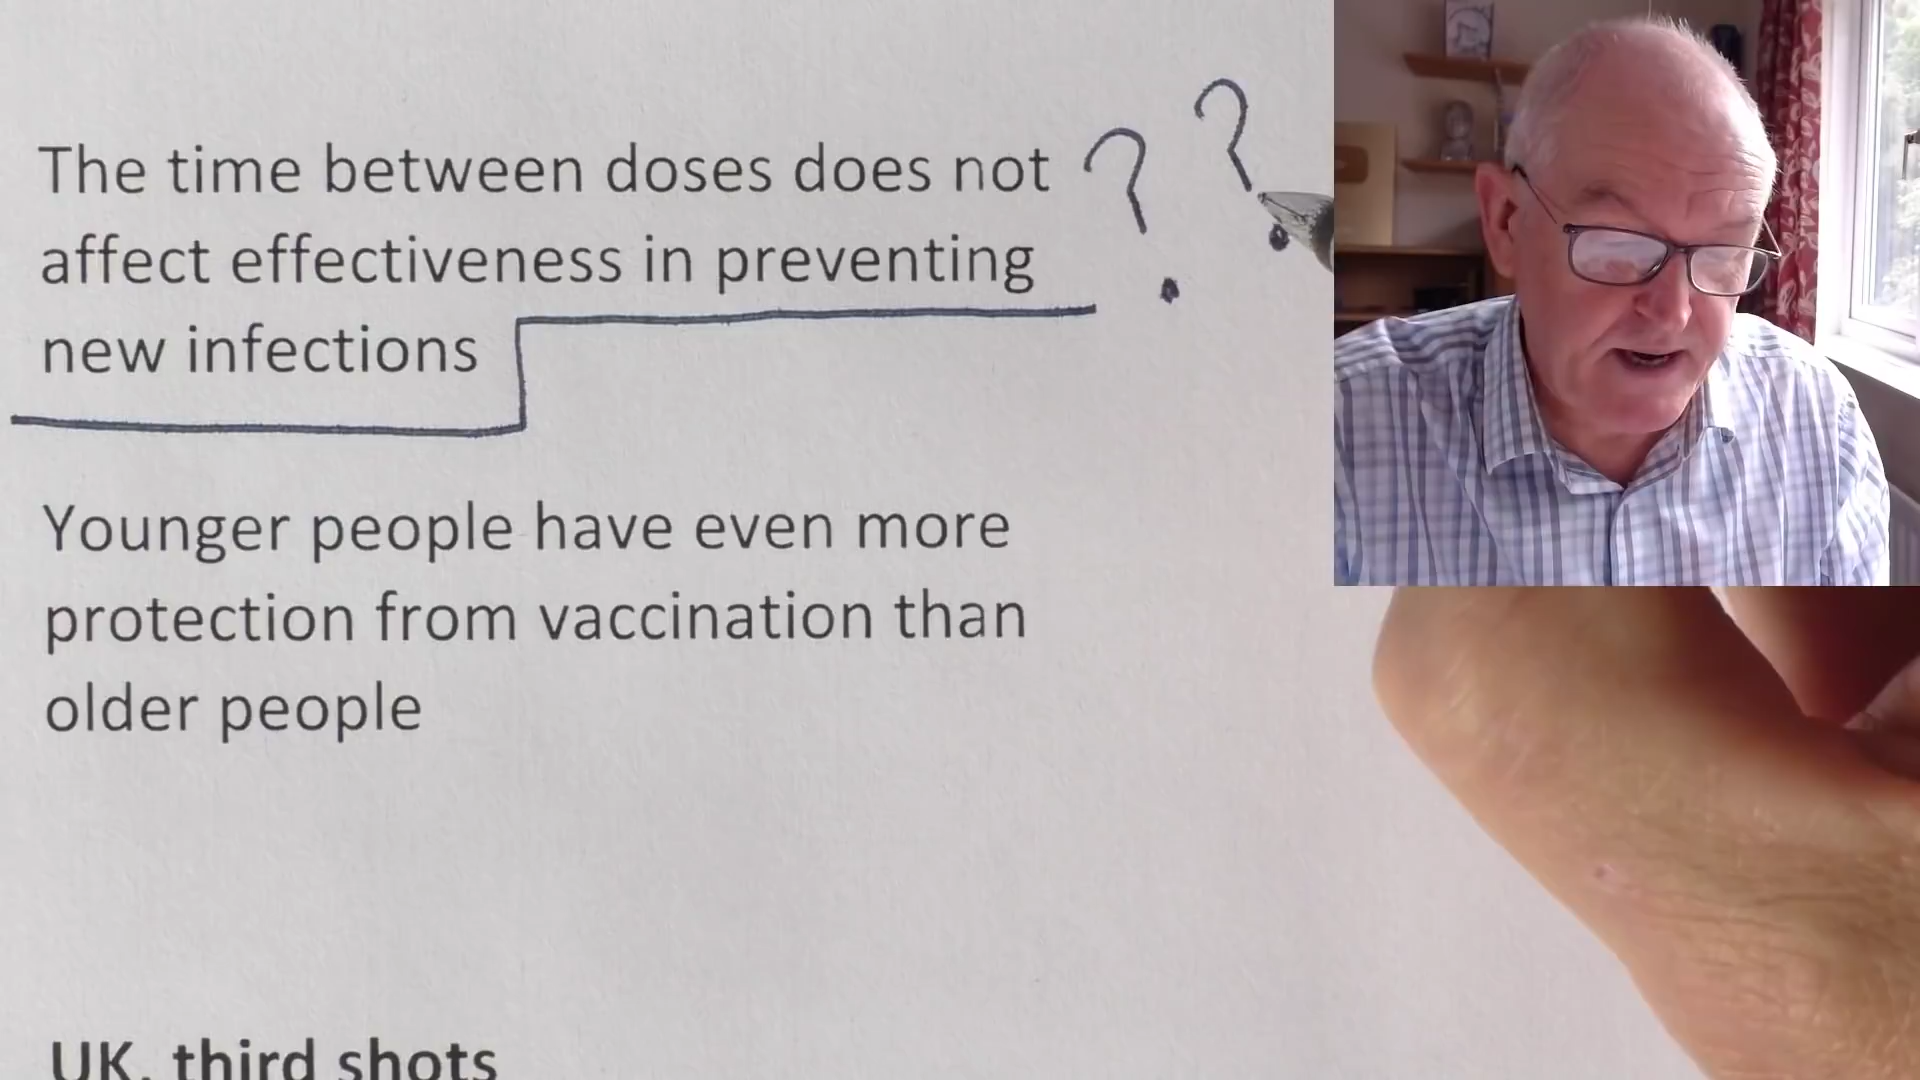 The time between doses does not ? ?
affect effectiveness in preventing
new infections
Younger people have even more
protection from vaccination than
older people
UK, third shots